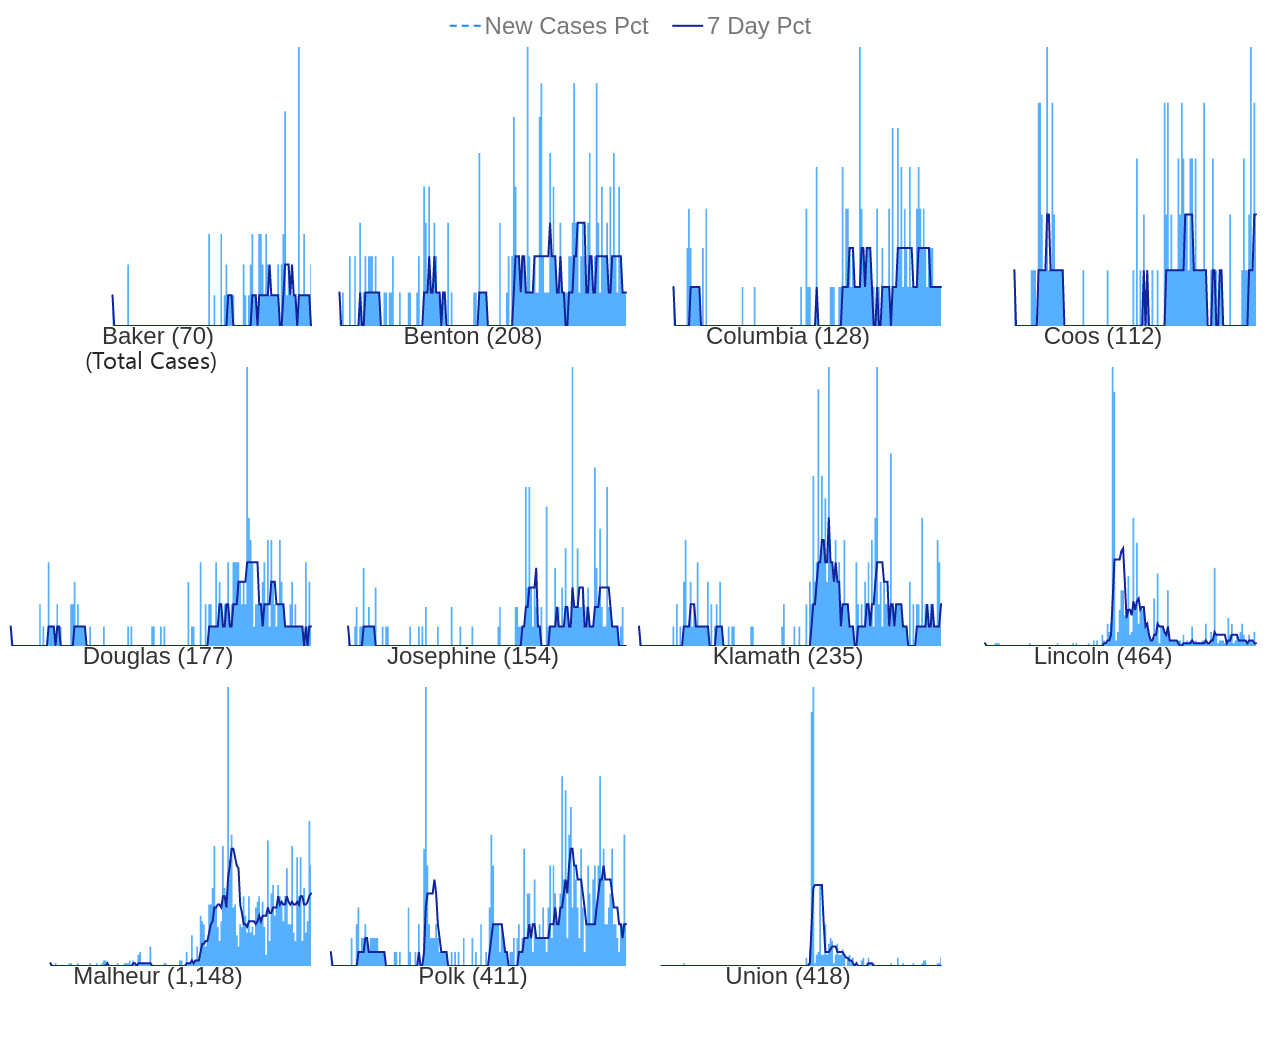 New Cases Pct 7 Day Pct
Baker (70) Benton (208) Columbia (128) Coos (112)
(Total Cases)
Douglas (177) Josephine (154) Klamath (235) Lincoln (464)
Malheur (1,148) Polk (411) Union (418)